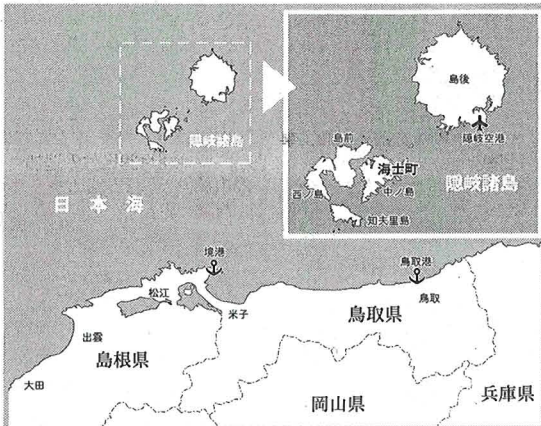 隠岐諸島
日本海
島後
隠岐空港
島前
海士町
西ノ島
中ノ島
知夫里島
隠岐諸島
境港
鳥取港
松江
米子
鳥取
出雲
鳥取県
島根県
大田
岡山県
兵庫県